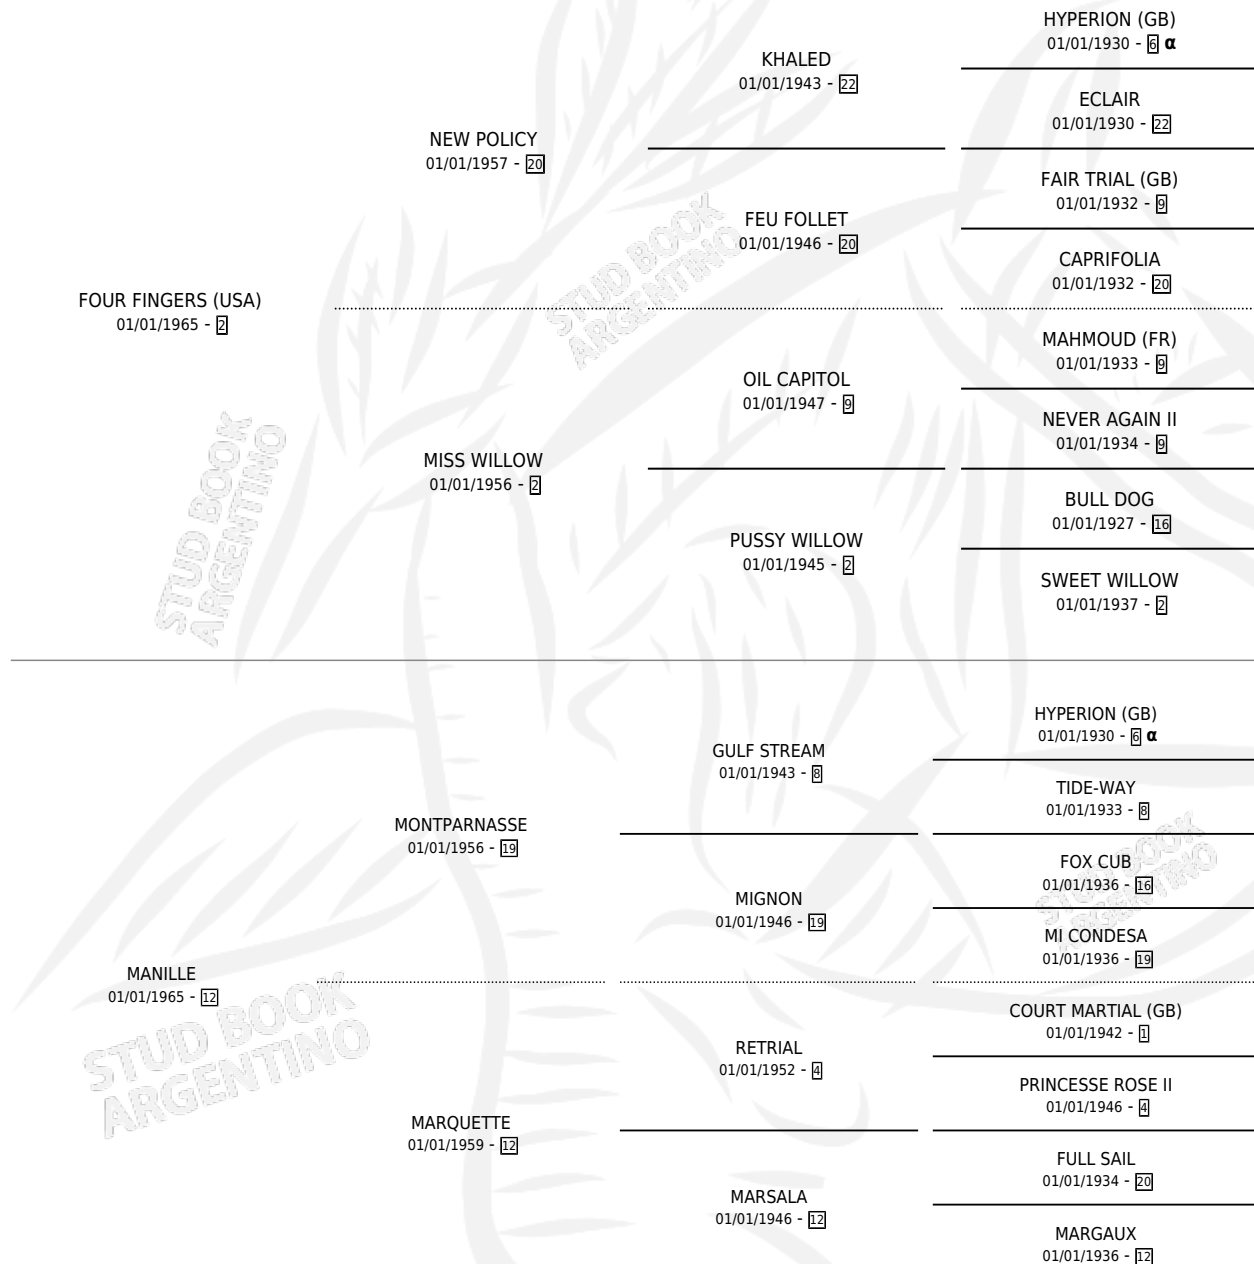 HYPERION (GB)
01/01/1930 - 6 α
KHALED
01/01/1943 - 22
ECLAIR
01/01/1930 - 22
NEW POLICY
01/01/1957 - 20
FAIR TRIAL (GB)
01/01/1932 - 9
FEU FOLLET
01/01/1946 - 20
CAPRIFOLIA
01/01/1932 - 20
FOUR FINGERS (USA)
01/01/1965 - 2
MAHMOUD (FR)
01/01/1933 - 9
OIL CAPITOL
01/01/1947 - 9
NEVER AGAIN II
01/01/1934 - 9
MISS WILLOW
01/01/1956 - 2
BULL DOG
01/01/1927 - 16
PUSSY WILLOW
01/01/1945 - 2
SWEET WILLOW
01/01/1937 - 2
HYPERION (GB)
01/01/1930 - 6 α
GULF STREAM
01/01/1943 - 8
TIDE-WAY
01/01/1933 - 8
MONTPARNASSE
01/01/1956 - 19
FOX CUB
01/01/1936 - 16
MIGNON
01/01/1946 - 19
MI CONDESA
01/01/1936 - 19
MANILLE
01/01/1965 - 12
COURT MARTIAL (GB)
01/01/1942 - 1
RETRIAL
01/01/1952 - 4
PRINCESSE ROSE II
01/01/1946 - 4
MARQUETTE
01/01/1959 - 12
FULL SAIL
01/01/1934 - 20
MARSALA
01/01/1946 - 12
MARGAUX
01/01/1936 - 12
STUD BOOK
ARGENTINO
STUD BOOK
ARGENTINO
STUD BOOK
ARGENTINO
STUD BOOK
ARGENTINO